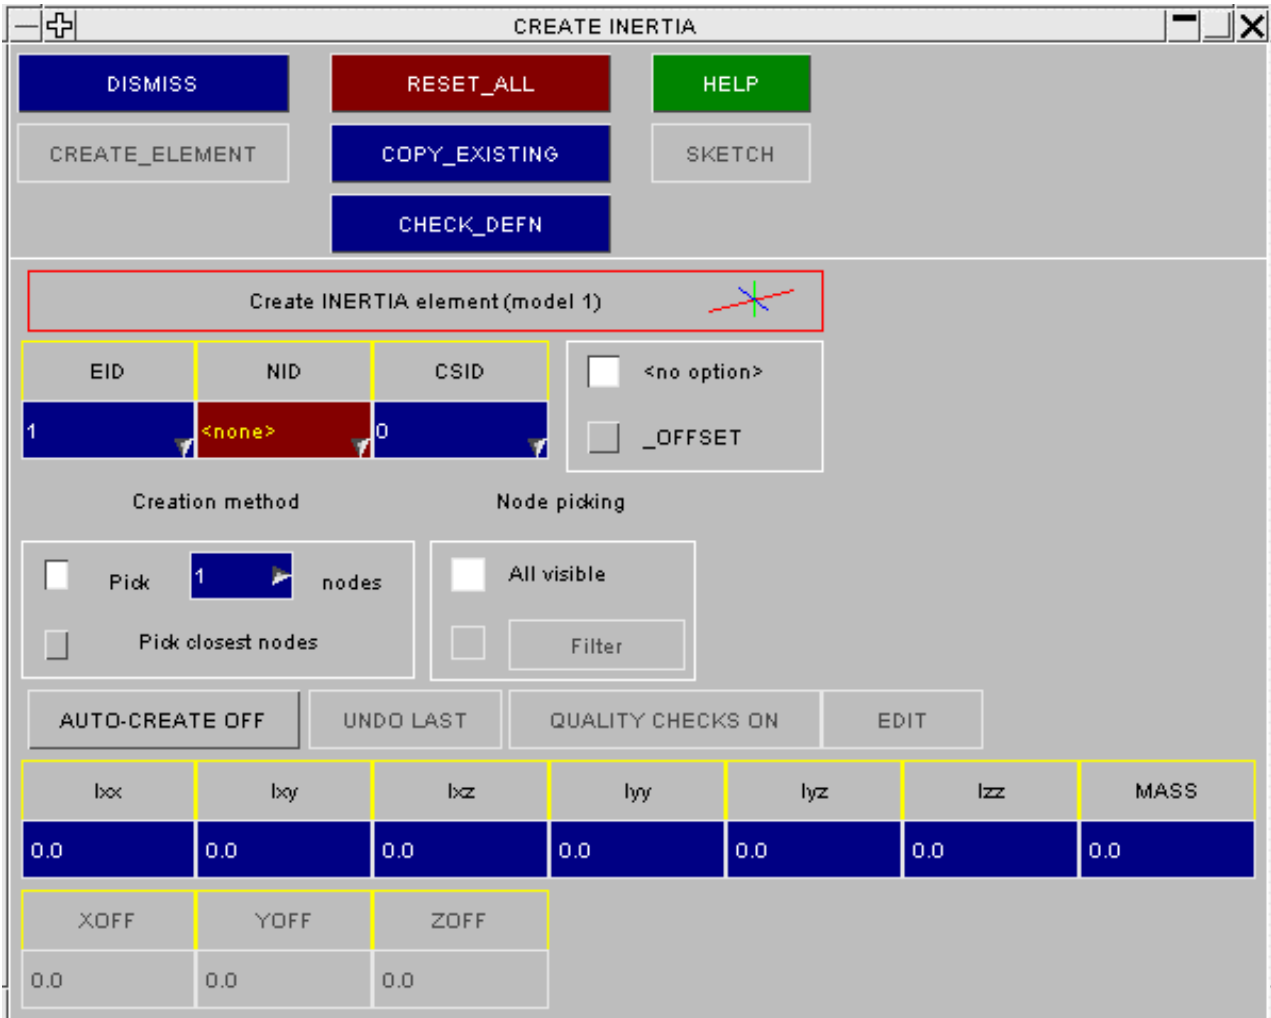 CREATE INERTIA
DISMISS RESET_ALL HELP
CREATE_ELEMENT COPY_EXISTING SKETCH
CHECK_DEFN
Create INERTIA element (model 1)
EID NID CSID <no option>
1 <none> 0 _OFFSET
Creation method Node picking
Pick 1 nodes All visible
Pick closest nodes Filter
AUTO-CREATE OFF UNDO LAST QUALITY CHECKS ON EDIT
Ixx Ixy Ixz Iyy Iyz Izz MASS
0.0 0.0 0.0 0.0 0.0 0.0 0.0
XOFF YOFF ZOFF
0.0 0.0 0.0